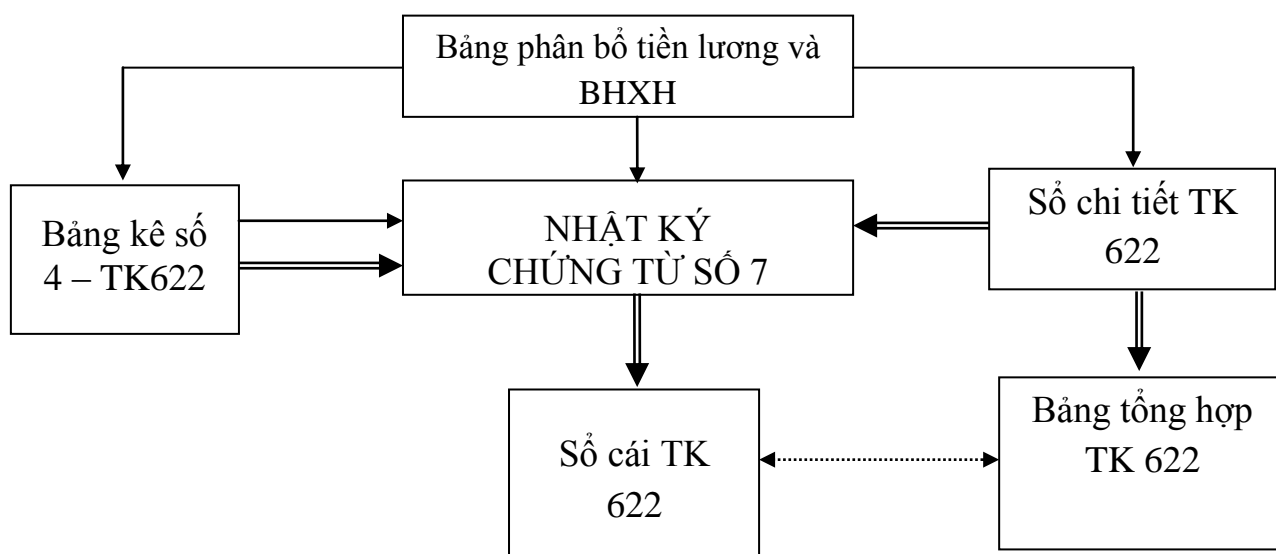 Bảng phân bổ tiền lương và
BHXH
Bảng kê số
4 – TK622
NHẬT KÝ
CHỨNG TỪ SỐ 7
Sổ chi tiết TK
622
Sổ cái TK
622
Bảng tổng hợp
TK 622